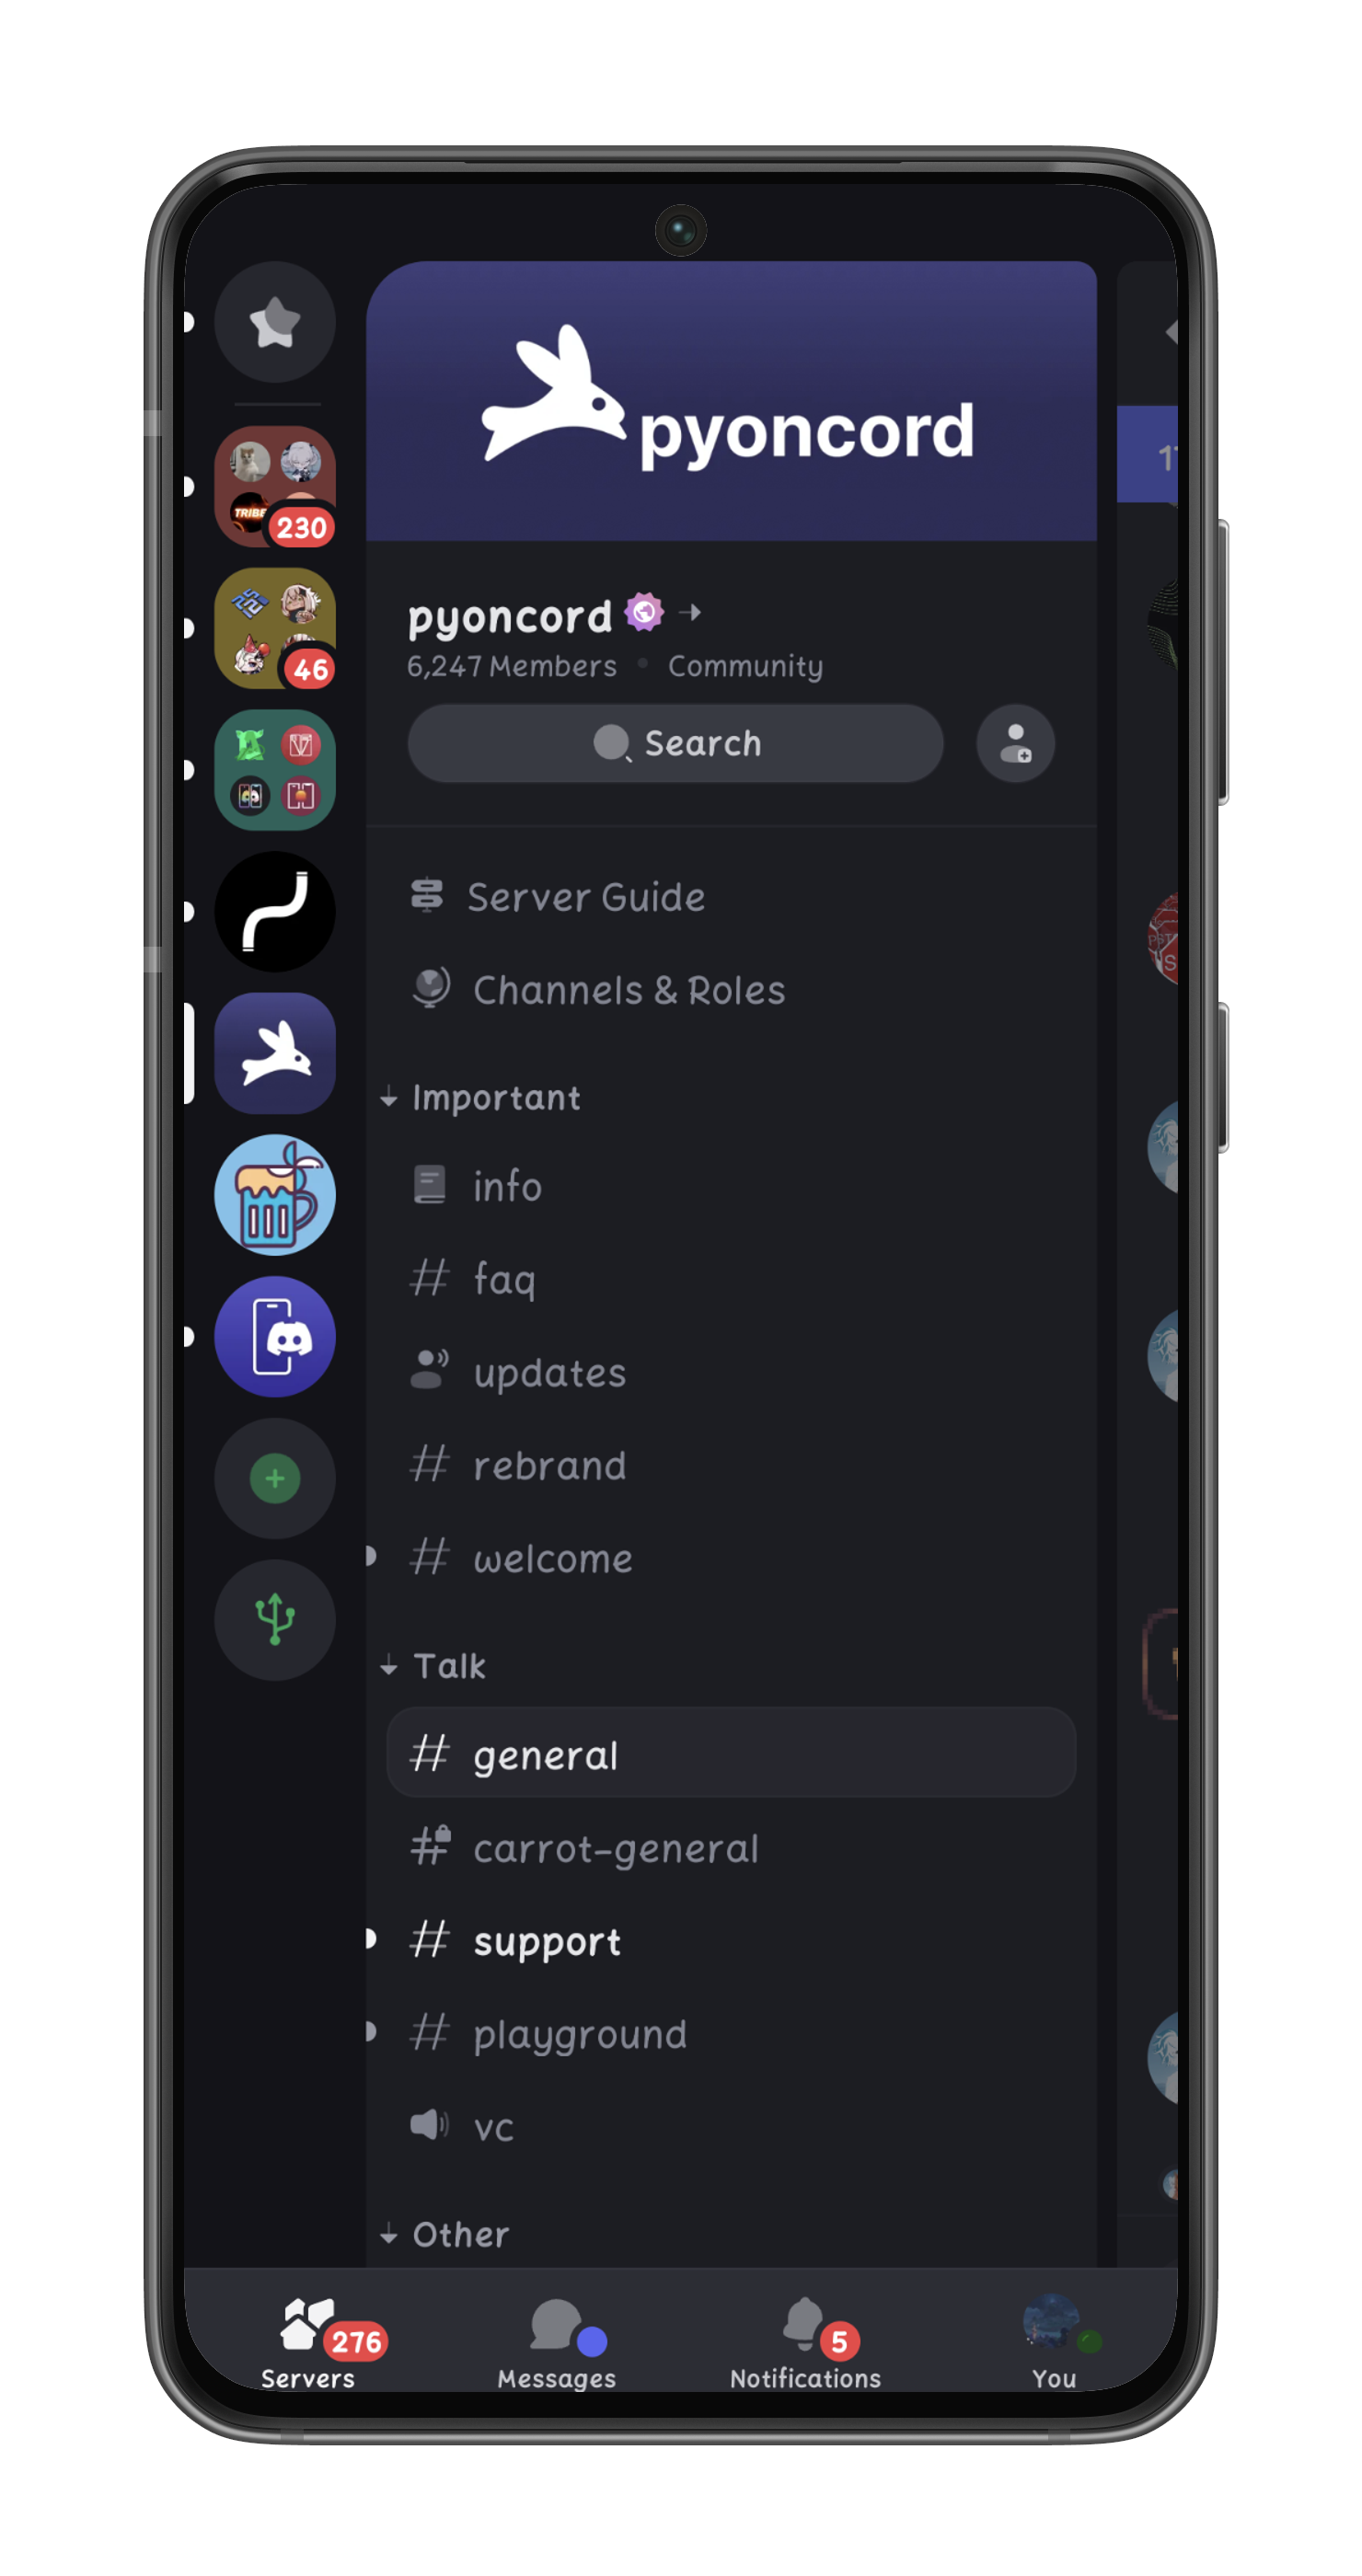 pyoncord
TRIBE
230
46
pyoncord
6,247 Members • Community
Search
Server Guide
Channels & Roles
Important
info
faq
updates
rebrand
welcome
Talk
general
carrot-general
support
playground
vc
Other
276
5
Servers
Messages
Notifications
You